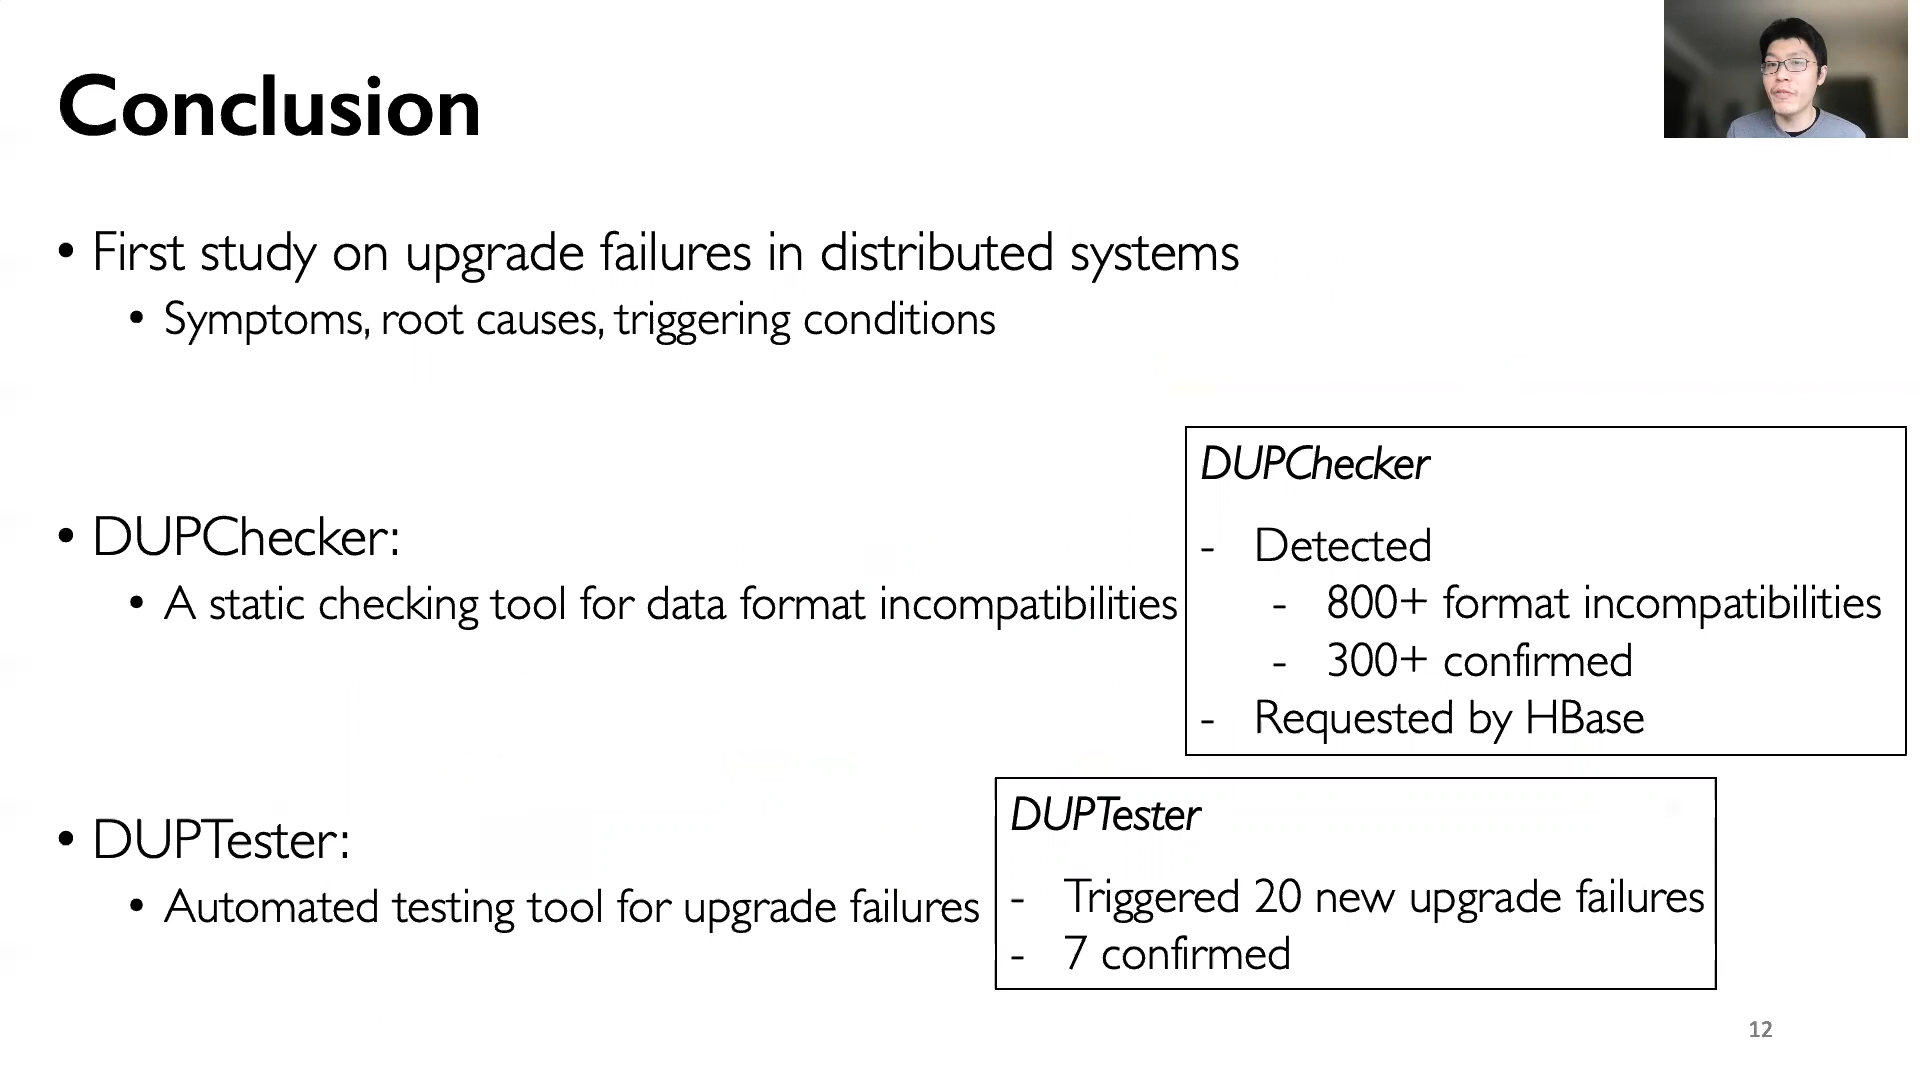 Conclusion
• First study on upgrade failures in distributed systems
• Symptoms, root causes, triggering conditions
• DUPChecker:
• A static checking tool for data format incompatibilities
DUPChecker
- Detected
- 800+ format incompatibilities
- 300+ confirmed
- Requested by HBase
• DUPTester:
• Automated testing tool for upgrade failures
DUPTester
- Triggered 20 new upgrade failures
- 7 confirmed
12